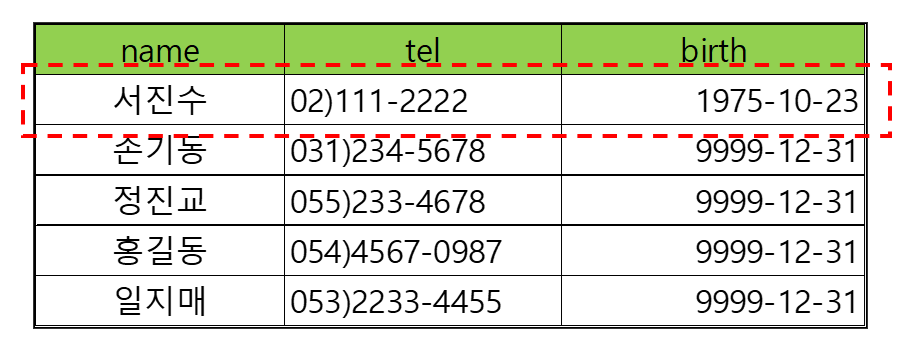 name tel birth
서진수 02)111-2222 1975-10-23
손기동 031)234-5678 9999-12-31
정진교 055)233-4678 9999-12-31
홍길동 054)4567-0987 9999-12-31
일지매 053)2233-4455 9999-12-31